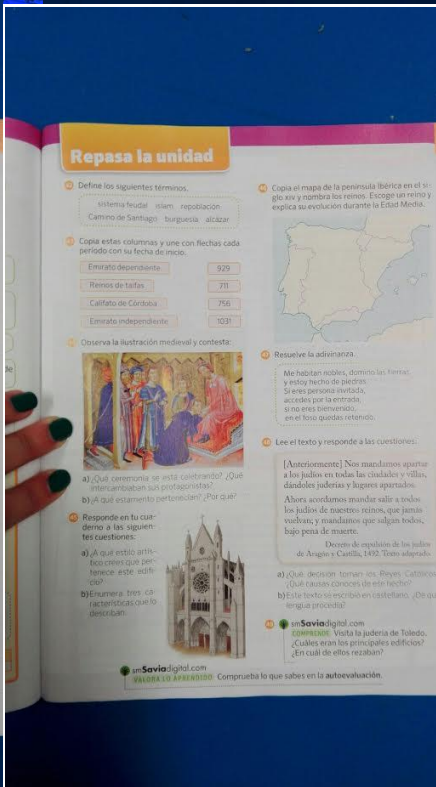 Repasa la unidad
Define los siguientes términos.
sistema feudal islam repoblación
Camino de Santiago burguesía alcázar
Copia estas columnas y une con flechas cada
periodo con su fecha de inicio.
Emirato dependiente 929
Reinos de taifas 711
Califato de Córdoba 756
Emirato independiente 1031
Observa la ilustración medieval y contesta:
a) ¿Qué ceremonia se está celebrando? ¿Qué
intercambiaban sus protagonistas?
b) ¿A qué estamento pertenecían? ¿Por qué?
Responde en tu cua-
derno a las siguien-
tes cuestiones:
a) ¿A qué estilo artís-
tico crees que per-
tenece este edifi-
cio?
b) Enumera tres ca-
racterísticas que lo
describan.
Copia el mapa de la península Ibérica en el si-
glo XIV y nombra los reinos. Escoge un reino y
explica su evolución durante la Edad Media.
Resuelve la adivinanza.
Me habitan nobles, domino las tierras
y estoy hecho de piedras.
Si eres persona invitada,
accedes por la entrada,
si no eres bienvenido,
en el foso quedas retenido.
Lee el texto y responde a las cuestiones:
[Anteriormente] Nos mandamos apartar
a los judíos en todas las ciudades y villas,
dándoles juderías y lugares apartados.
Ahora acordamos mandar salir a todos
los judíos de nuestros reinos, que jamás
vuelvan; y mandamos que salgan todos,
bajo pena de muerte.
Decreto de expulsión de los judíos
de Aragón y Castilla, 1492. Texto adaptado.
a) ¿Qué decisión toman los Reyes Católicos?
¿Qué causas conoces de este hecho?
b) Este texto se escribió en castellano. ¿De qu
lengua procedía?
smSaviadigital.com
COMPRENDE Visita la judería de Toledo.
¿Cuáles eran los principales edificios?
¿En cuál de ellos rezaban?
smSaviadigital.com
VALORA LO APRENDIDO Comprueba lo que sabes en la autoevaluación.